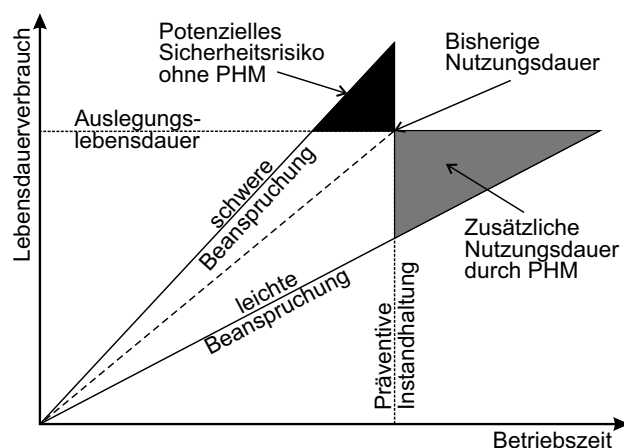 Potenzielles
Sicherheitsrisiko
ohne PHM
Bisherige
Nutzungsdauer
Auslegungs-
lebensdauer
Lebensdauerverbrauch
schwere
Beanspruchung
leichte
Beanspruchung
Zusätzliche
Nutzungsdauer
durch PHM
Präventive
Instandhaltung
Betriebszeit